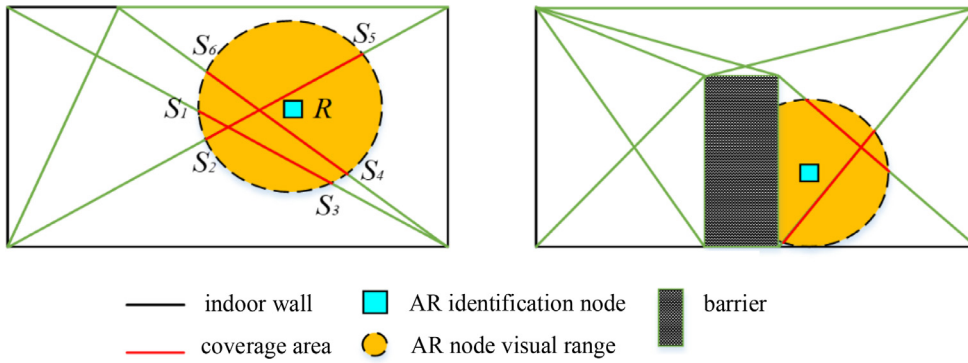 S6
S5
S1
R
S2
S4
S3
indoor wall
AR identification node
barrier
coverage area
AR node visual range